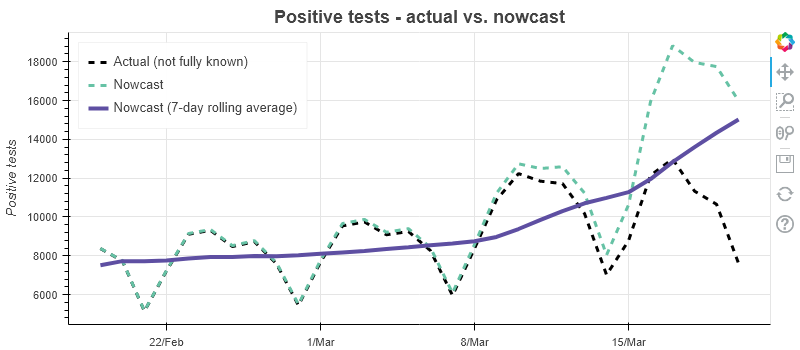 Positive tests - actual vs. nowcast
Actual (not fully known)
Nowcast
Nowcast (7-day rolling average)
Positive tests
18000
16000
14000
12000
10000
8000
6000
22/Feb
1/Mar
8/Mar
15/Mar